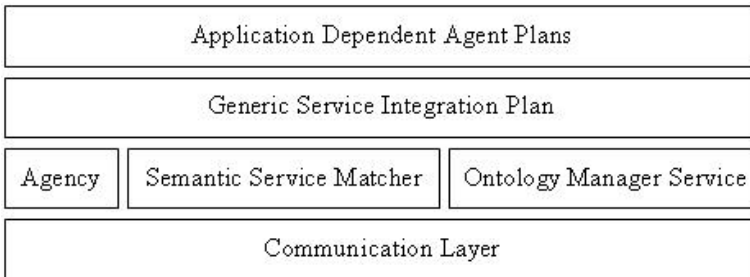 Application Dependent Agent Plans
Generic Service Integration Plan
Agency Semantic Service Matcher Ontology Manager Service
Communication Layer